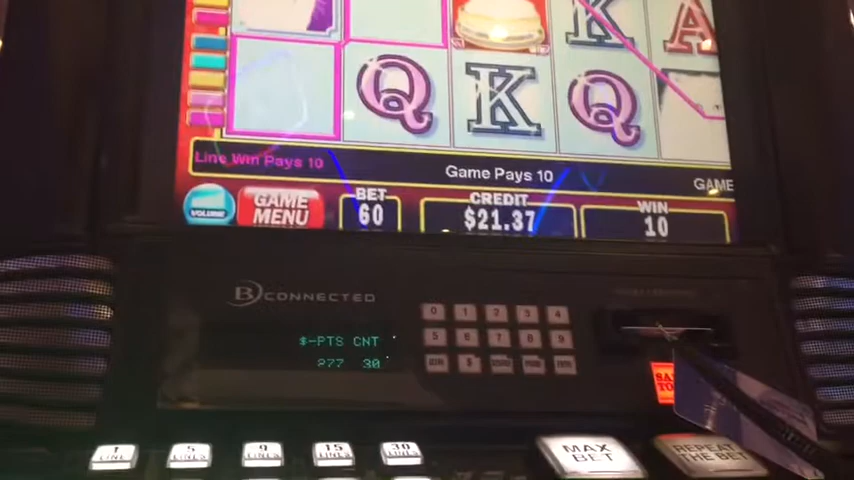 K
A
Q K Q
Line Win Pays 10 Game Pays 10 GAME
VOLUME GAME MENU BET 60 CREDIT $21.37 WIN 10
B CONNECTED
$-PTS CNT
877 30
0 1 2 3 4
5 6 7 8 9
1 LINE 5 LINES 9 LINES 15 LINES 30 LINES MAX BET REPEAT THE BET